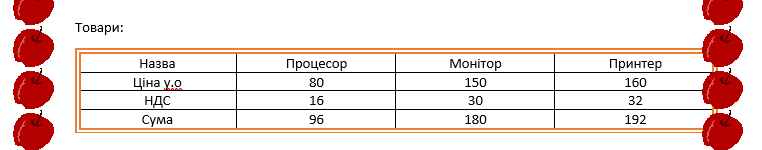 Товари:
Назва Процесор Монітор Принтер
Ціна у.о 80 150 160
НДС 16 30 32
Сума 96 180 192